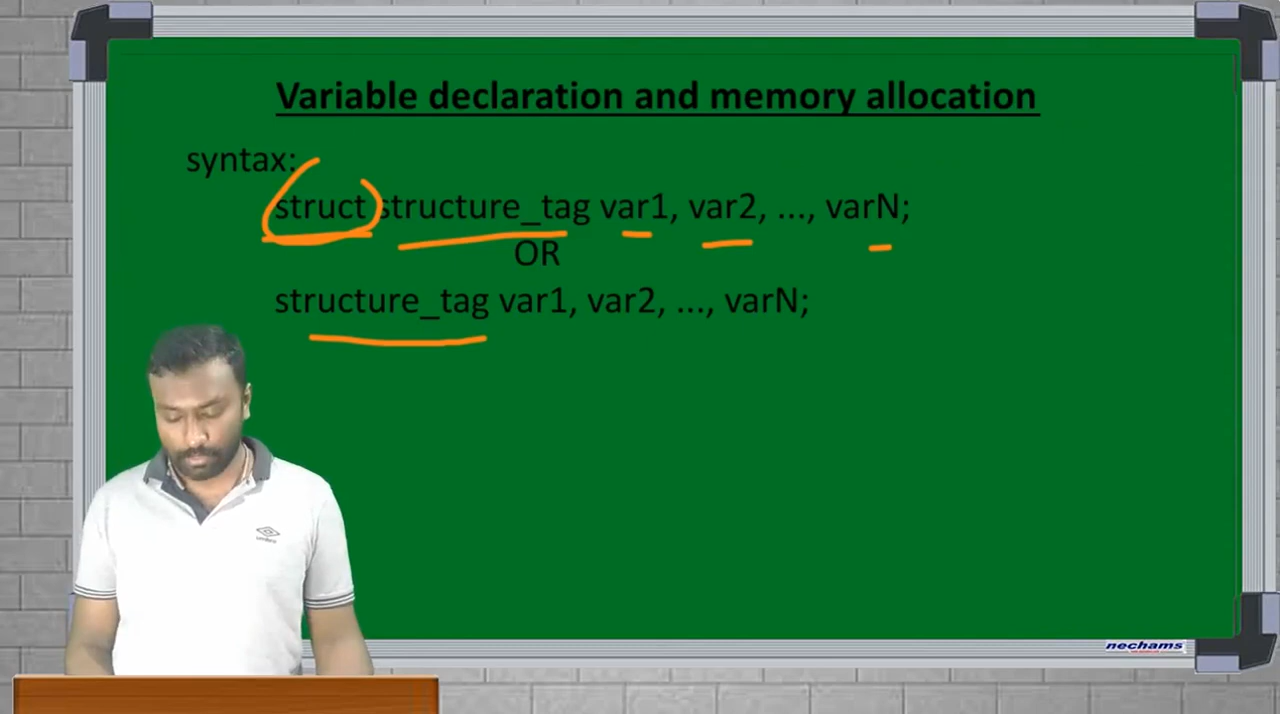 Variable declaration and memory allocation
syntax:
struct structure_tag var1, var2, ..., varN;
OR
structure_tag var1, var2, ..., varN;
nechams